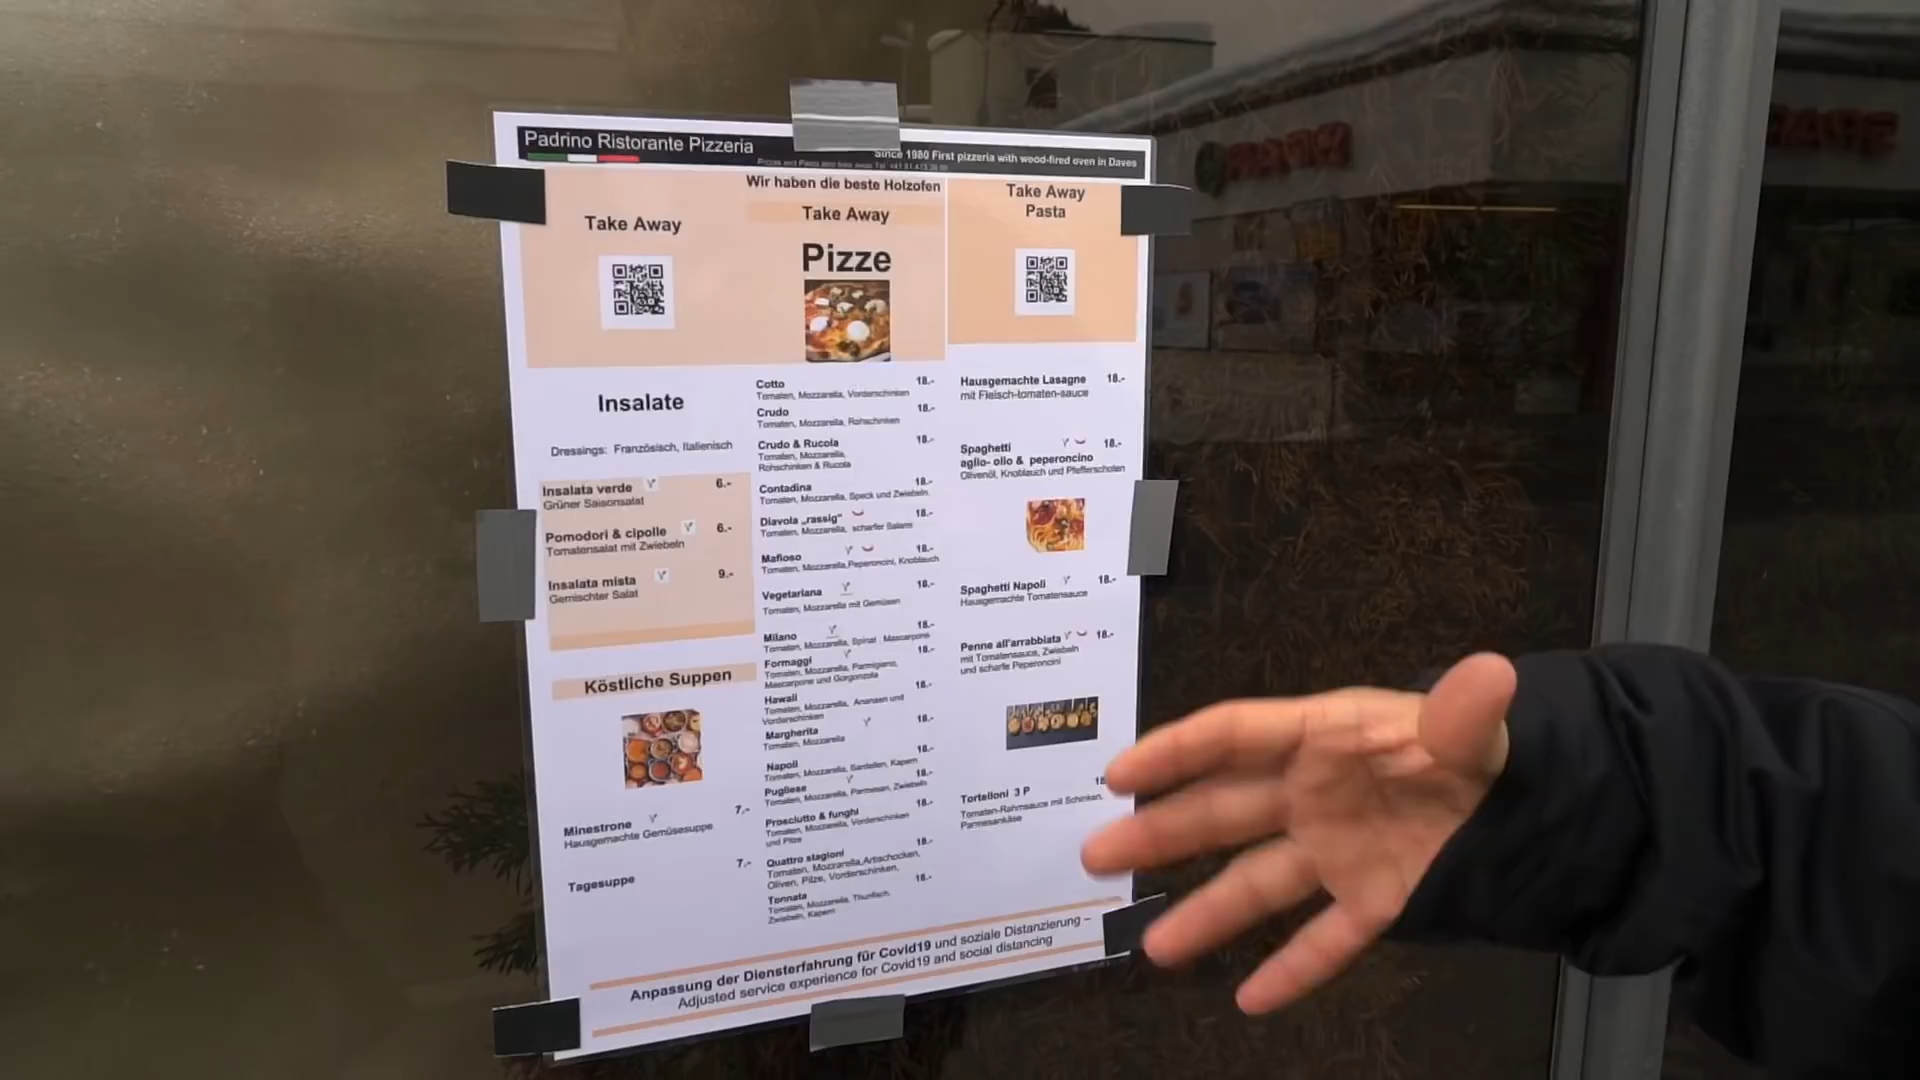 Padrino Ristorante Pizzeria
Since 1980 First pizzeria with wood-fired oven in Davos
Wir haben die beste Holzofen
Take Away
Insalate
Dressings: Französisch, Italienisch
Insalata verde 6.-
Grüner Saisonsalat
Pomodori & cipolle 6.-
Tomatensalat mit Zwiebeln
Insalata mista 9.-
Gemischter Salat
Köstliche Suppen
7.-
Minestrone
Hausgemachte Gemüsesuppe
7.-
Tagesuppe
Take Away
Pizze
Cotto 18.-
Tomaten, Mozzarella, Vorderschinken
Crudo 18.-
Tomaten, Mozzarella, Rohschinken
Crudo & Rucola 18.-
Tomaten, Mozzarella,
Rohschinken & Rucola
Contadina 18.-
Tomaten, Mozzarella, Speck und Zwiebeln
Diavola „rassig“ 18.-
Tomaten, Mozzarella, scharfer Salami
Mafioso 18.-
Tomaten, Mozzarella,Peperoncini, Knoblauch
Vegetariana 18.-
Tomaten, Mozzarella mit Gemüsen
Milano 18.-
Tomaten, Mozzarella, Spinat , Mascarpone
Formaggi 18.-
Tomaten, Mozzarella, Parmigiano,
Mascarpone und Gorgonzola
Hawaii 18.-
Tomaten, Mozzarella, Ananasn und
Vorderschinken
Margherita 18.-
Tomaten, Mozzarella
Napoli 18.-
Tomaten, Mozzarella, Sardellen, Kapern
Pugliese 18.-
Tomaten, Mozzarella, Parmesan, Zwiebeln
Prosciutto & funghi 18.-
Tomaten, Mozzarella, Vorderschinken
und Pilze
Quattro stagioni 18.-
Tomaten, Mozzarella,Artischocken,
Oliven, Pilze, Vorderschinken,
Tonnata 18.-
Tomaten, Mozzarella, Thunfisch,
Zwiebeln, Kapern
Take Away
Pasta
Hausgemachte Lasagne 18.-
mit Fleisch-tomaten-sauce
Spaghetti 18.-
aglio- olio & peperoncino
Olivenöl, Knoblauch und Pfefferschoten
Spaghetti Napoli 18.-
Hausgemachte Tomatensauce
Penne all'arrabbiata 18.-
mit Tomatensauce, Zwiebeln
und scharfe Peperoncini
Tortelloni 3 P 18
Tomaten-Rahmsauce mit Schinken,
Parmesankäse
Anpassung der Diensterfahrung für Covid19 und soziale Distanzierung –
Adjusted service experience for Covid19 and social distancing